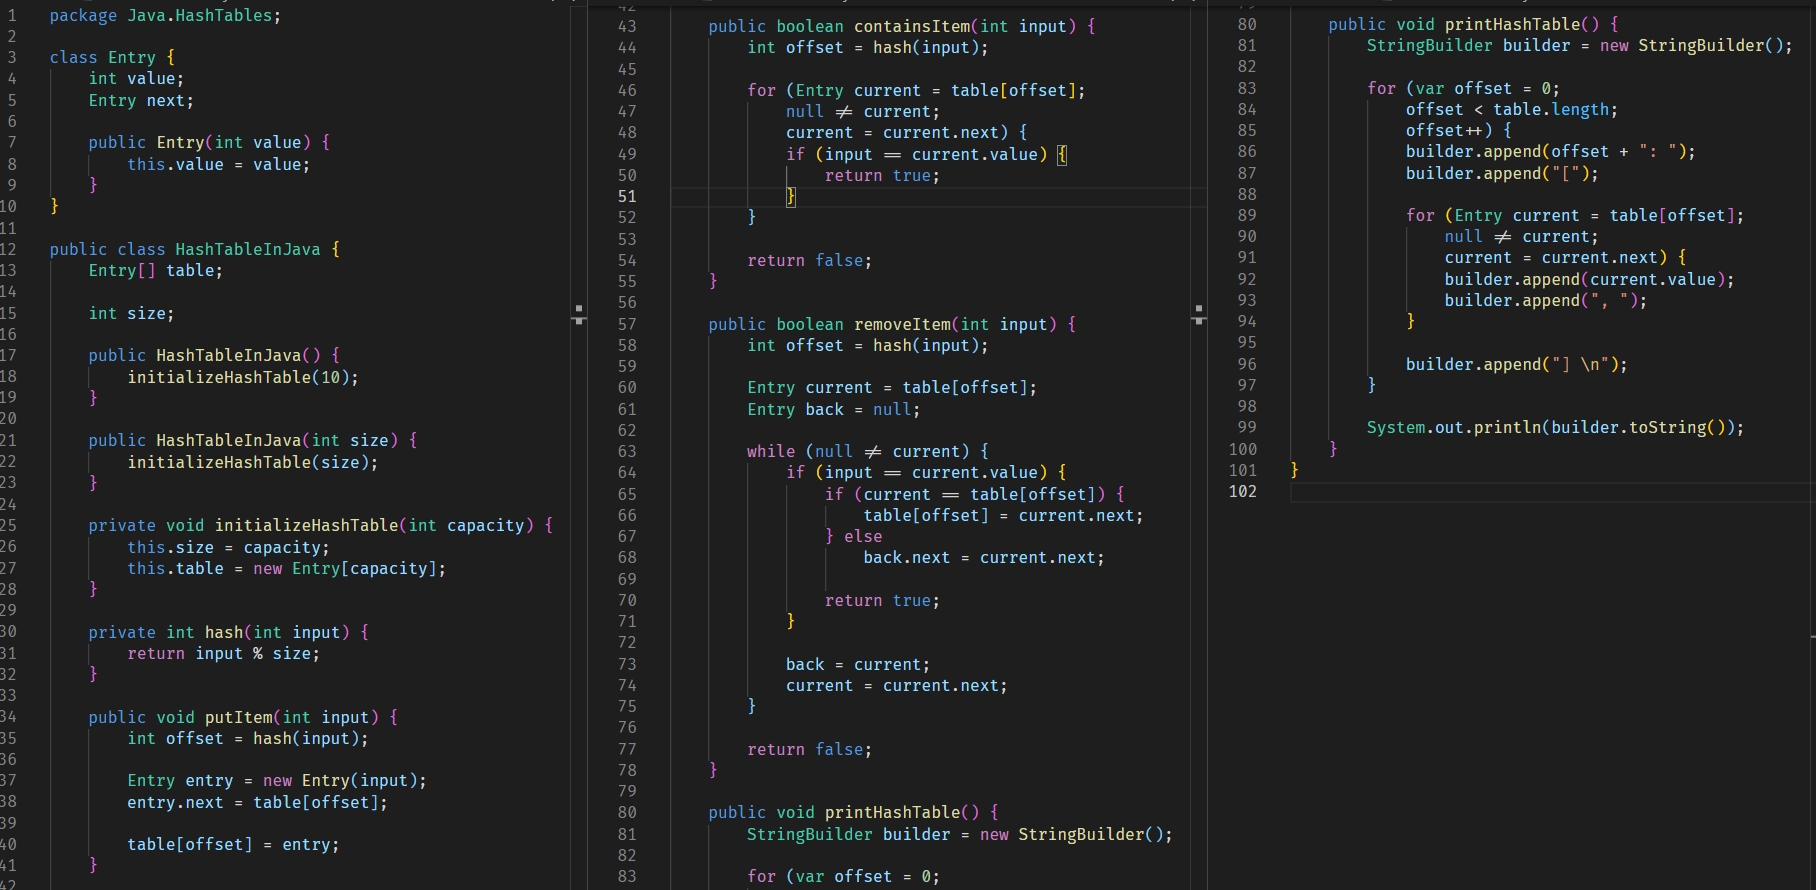 1 package Java.HashTables;
2
3 class Entry {
4     int value;
5     Entry next;
6
7     public Entry(int value) {
8         this.value = value;
9     }
10 }
11
12 public class HashTableInJava {
13     Entry[] table;
14
15     int size;
16
17     public HashTableInJava() {
18         initializeHashTable(10);
19     }
20
21     public HashTableInJava(int size) {
22         initializeHashTable(size);
23     }
24
25     private void initializeHashTable(int capacity) {
26         this.size = capacity;
27         this.table = new Entry[capacity];
28     }
29
30     private int hash(int input) {
31         return input % size;
32     }
33
34     public void putItem(int input) {
35         int offset = hash(input);
36
37         Entry entry = new Entry(input);
38         entry.next = table[offset];
39
40         table[offset] = entry;
41     }
42
42
43     public boolean containsItem(int input) {
44         int offset = hash(input);
45
46         for (Entry current = table[offset];
47             null != current;
48             current = current.next) {
49             if (input == current.value) {
50                 return true;
51             }
52         }
53
54         return false;
55     }
56
57     public boolean removeItem(int input) {
58         int offset = hash(input);
59
60         Entry current = table[offset];
61         Entry back = null;
62
63         while (null != current) {
64             if (input == current.value) {
65                 if (current == table[offset]) {
66                     table[offset] = current.next;
67                 } else
68                     back.next = current.next;
69
70                 return true;
71             }
72
73             back = current;
74             current = current.next;
75         }
76
77         return false;
78     }
79
80     public void printHashTable() {
81         StringBuilder builder = new StringBuilder();
82
83         for (var offset = 0;
79
80     public void printHashTable() {
81         StringBuilder builder = new StringBuilder();
82
83         for (var offset = 0;
84             offset < table.length;
85             offset++) {
86             builder.append(offset + ": ");
87             builder.append("[");
88
89             for (Entry current = table[offset];
90                 null != current;
91                 current = current.next) {
92                 builder.append(current.value);
93                 builder.append(", ");
94             }
95
96             builder.append("] \n");
97         }
98
99         System.out.println(builder.toString());
100     }
101 }
102